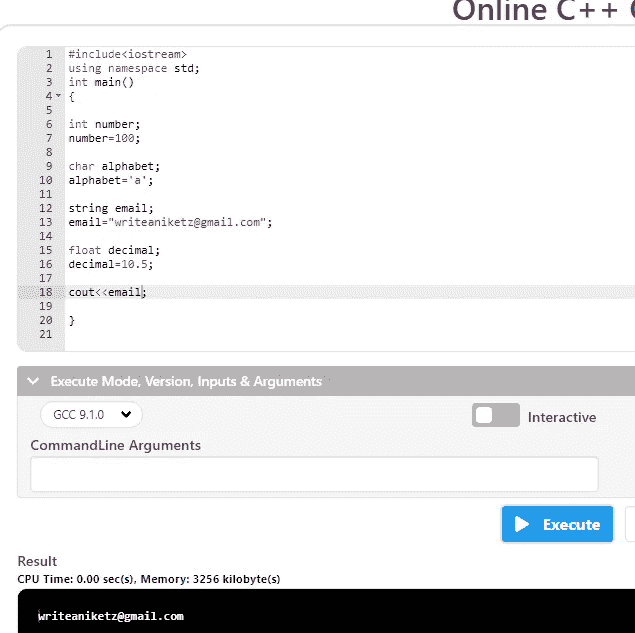 Online C++
1 #include<iostream>
2 using namespace std;
3 int main()
4 {
5
6 int number;
7 number=100;
8
9 char alphabet;
10 alphabet='a';
11
12 string email;
13 email="writeaniketz@gmail.com";
14
15 float decimal;
16 decimal=10.5;
17
18 cout<<email;
19
20 }
21
Execute Mode, Version, Inputs & Arguments
GCC 9.1.0
Interactive
CommandLine Arguments
Execute
Result
CPU Time: 0.00 sec(s), Memory: 3256 kilobyte(s)
writeaniketz@gmail.com